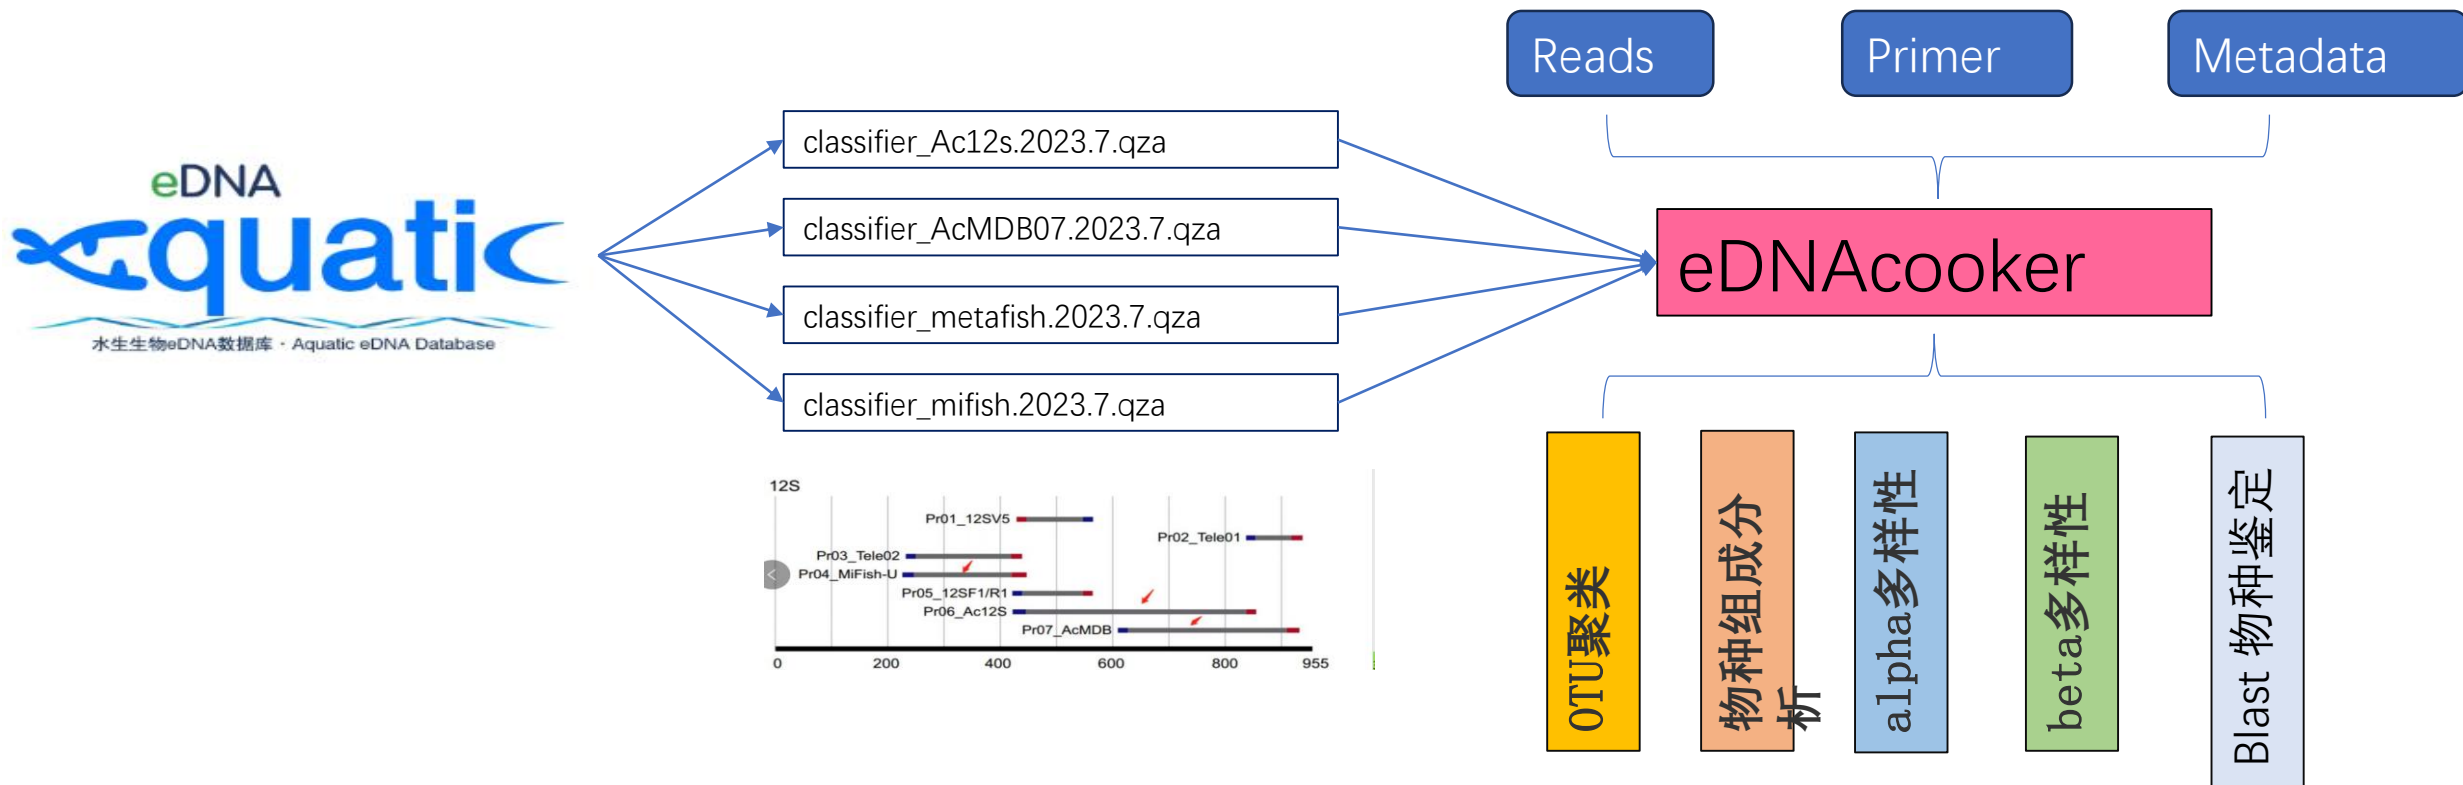 eDNA
aquatic
水生生物eDNA数据库 · Aquatic eDNA Database
classifier_Ac12s.2023.7.qza
classifier_AcMDB07.2023.7.qza
classifier_metafish.2023.7.qza
classifier_mifish.2023.7.qza
12S
Pr01_12SV5
Pr02_Tele01
Pr03_Tele02
Pr04_MiFish-U
Pr05_12SF1/R1
Pr06_Ac12S
Pr07_AcMDB
0 200 400 600 800 955
Reads
Primer
Metadata
eDNAcooker
OTU聚类
物种组成分
析
alpha多样性
beta多样性
Blast 物种鉴定